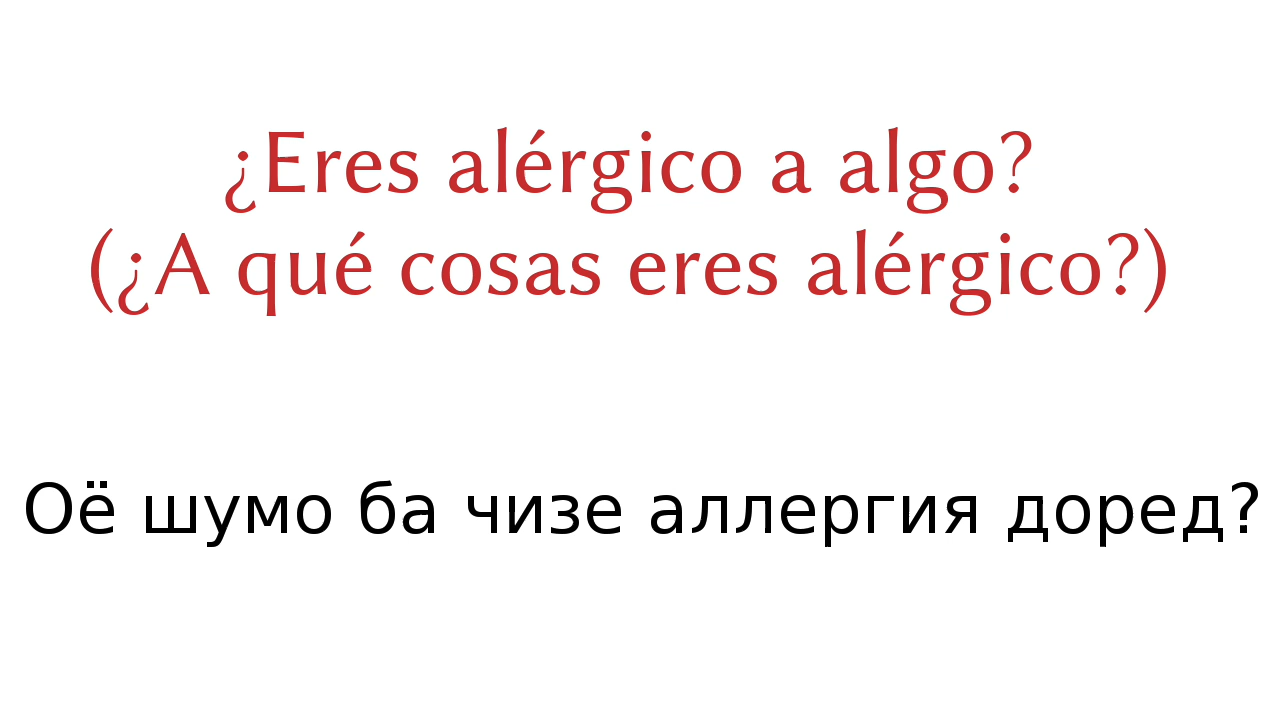 ¿Eres alérgico a algo?
(¿A qué cosas eres alérgico?)
Оё шумо ба чизе аллергия доред?